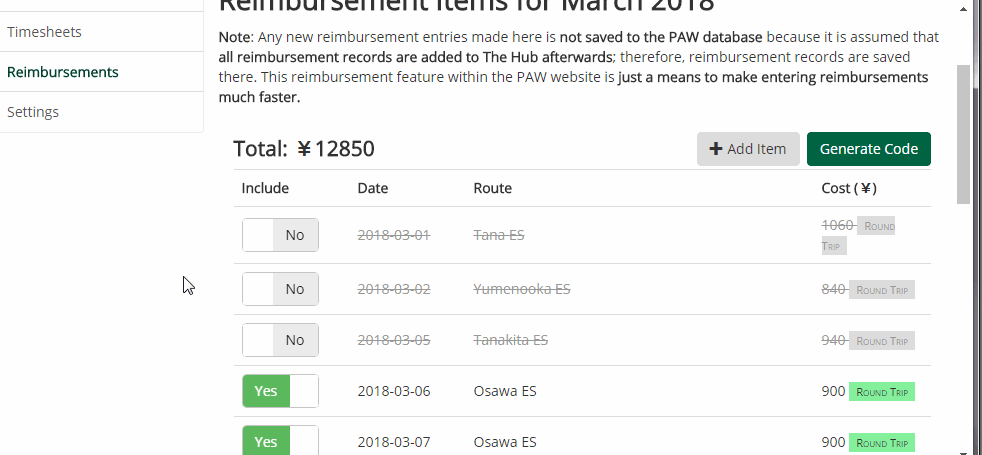 Reimbursement Items for March 2018
Timesheets
Reimbursements
Settings
Note: Any new reimbursement entries made here is not saved to the PAW database because it is assumed that
all reimbursement records are added to The Hub afterwards; therefore, reimbursement records are saved
there. This reimbursement feature within the PAW website is just a means to make entering reimbursements
much faster.
Total: ¥12850
Add Item
Generate Code
Include Date Route Cost (¥)
No 2018-03-01 Tana ES 1060 Round
Trip
No 2018-03-02 Yumenooka ES 840 Round Trip
No 2018-03-05 Tanakita ES 940 Round Trip
Yes 2018-03-06 Osawa ES 900 Round Trip
Yes 2018-03-07 Osawa ES 900 Round Trip